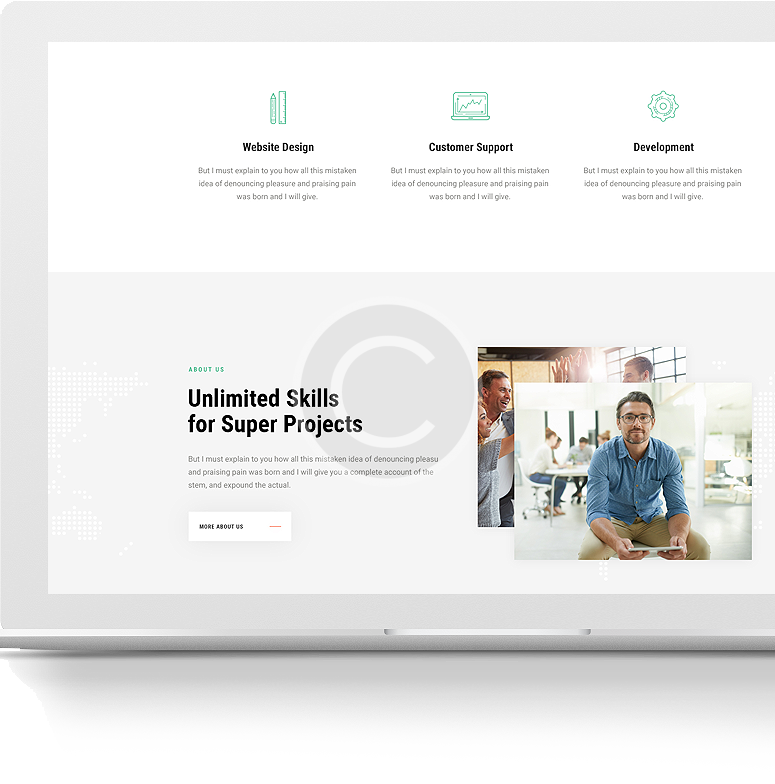 Website Design
But I must explain to you how all this mistaken
idea of denouncing pleasure and praising pain
was born and I will give.
Customer Support
But I must explain to you how all this mistaken
idea of denouncing pleasure and praising pain
was born and I will give.
Development
But I must explain to you how all this mistaken
idea of denouncing pleasure and praising pain
was born and I will give.
ABOUT US
Unlimited Skills
for Super Projects
But I must explain to you how all this mistaken idea of denouncing pleasu
and praising pain was born and I will give you a complete account of the
stem, and expound the actual.
MORE ABOUT US
C